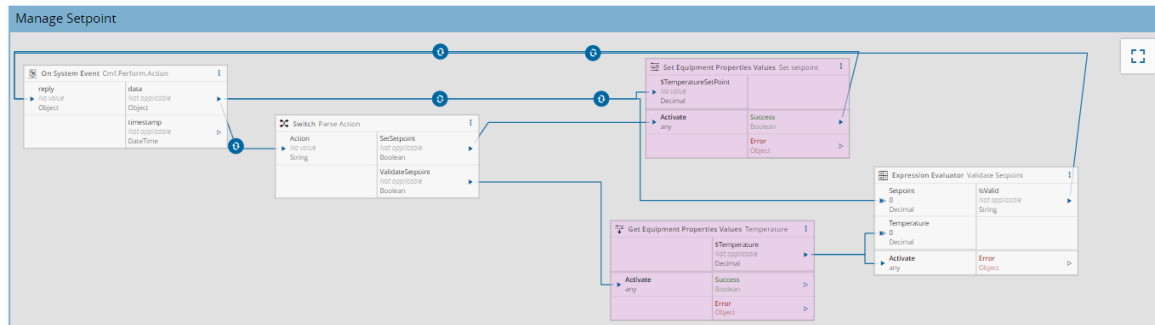 Manage Setpoint
On System Event Cmf.Perform.Action
reply data
No value Not applicable
Object Object
timestamp
Not applicable
DateTime
Switch Parse Action
Action SetSetpoint
No value Not applicable
String Boolean
ValidateSetpoint
Not applicable
Boolean
Set Equipment Properties Values Set setpoint
$TemperatureSetPoint
No value
Decimal
Activate Success
any Boolean
Error
Object
Get Equipment Properties Values Temperature
$Temperature
Not applicable
Decimal
Activate Success
any Boolean
Error
Object
Expression Evaluator Validate Setpoint
Setpoint IsValid
0 Not applicable
Decimal String
Temperature
0
Decimal
Activate Error
any Object